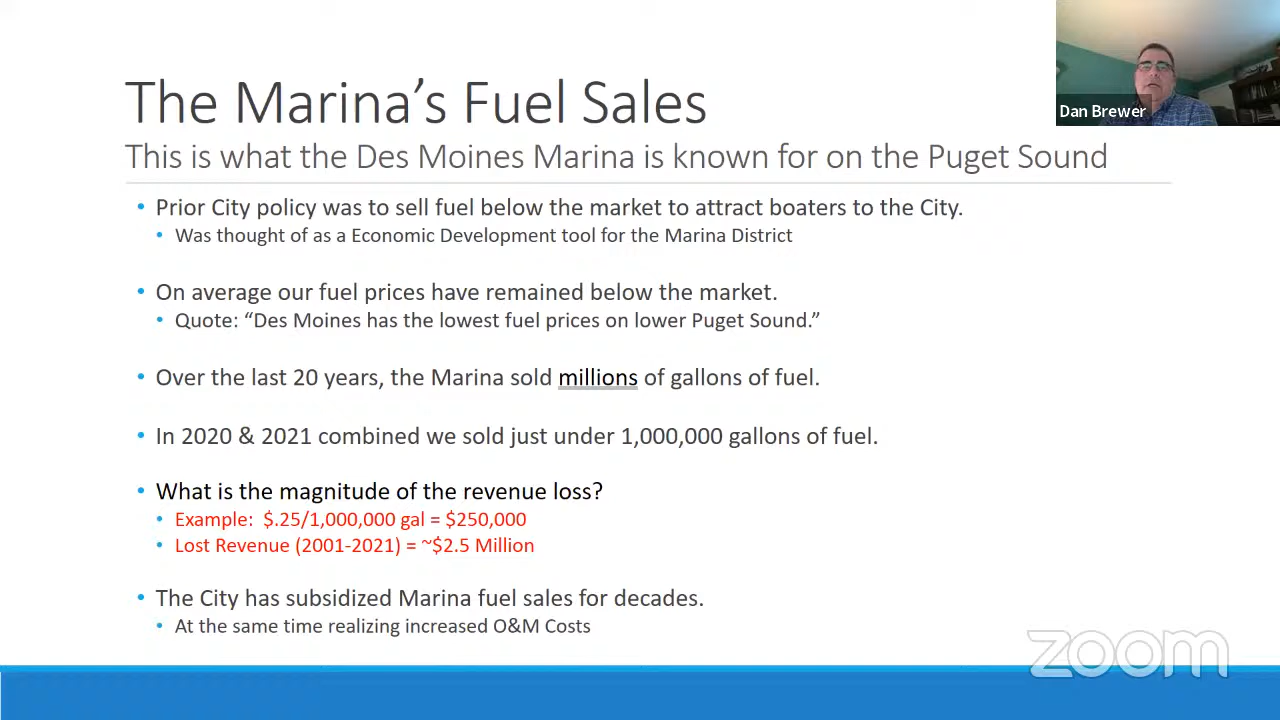 The Marina's Fuel Sales
This is what the Des Moines Marina is known for on the Puget Sound
Dan Brewer
• Prior City policy was to sell fuel below the market to attract boaters to the City.
• Was thought of as a Economic Development tool for the Marina District
• On average our fuel prices have remained below the market.
• Quote: “Des Moines has the lowest fuel prices on lower Puget Sound.”
• Over the last 20 years, the Marina sold millions of gallons of fuel.
• In 2020 & 2021 combined we sold just under 1,000,000 gallons of fuel.
• What is the magnitude of the revenue loss?
• Example: $.25/1,000,000 gal = $250,000
• Lost Revenue (2001-2021) = ~$2.5 Million
• The City has subsidized Marina fuel sales for decades.
• At the same time realizing increased O&M Costs
zoom